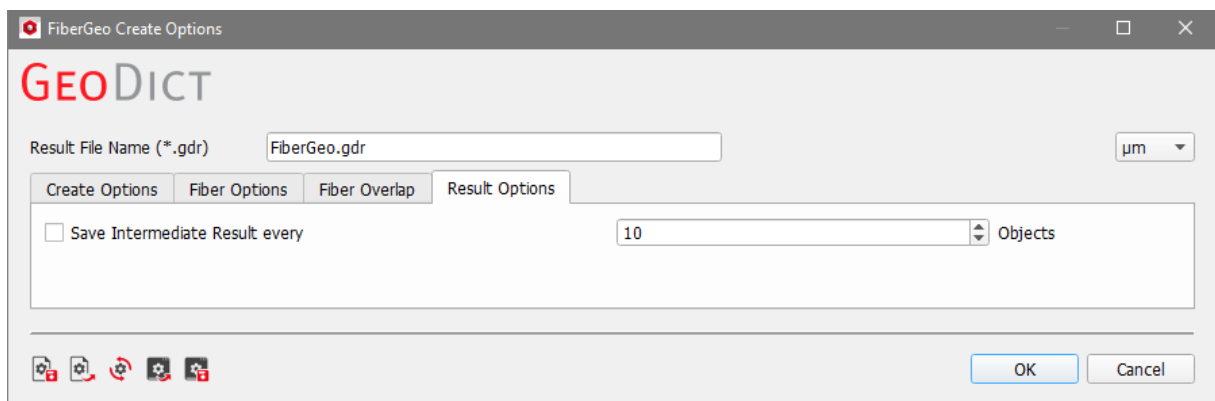 FiberGeo Create Options
GEODICT
Result File Name (*.gdr) FiberGeo.gdr µm
Create Options Fiber Options Fiber Overlap Result Options
Save Intermediate Result every 10 Objects
OK Cancel